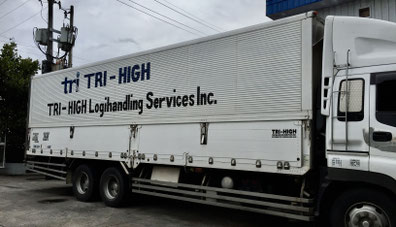 tri TRI-HIGH
TRI-HIGH Logihandling Services Inc.
TRI-HIGH